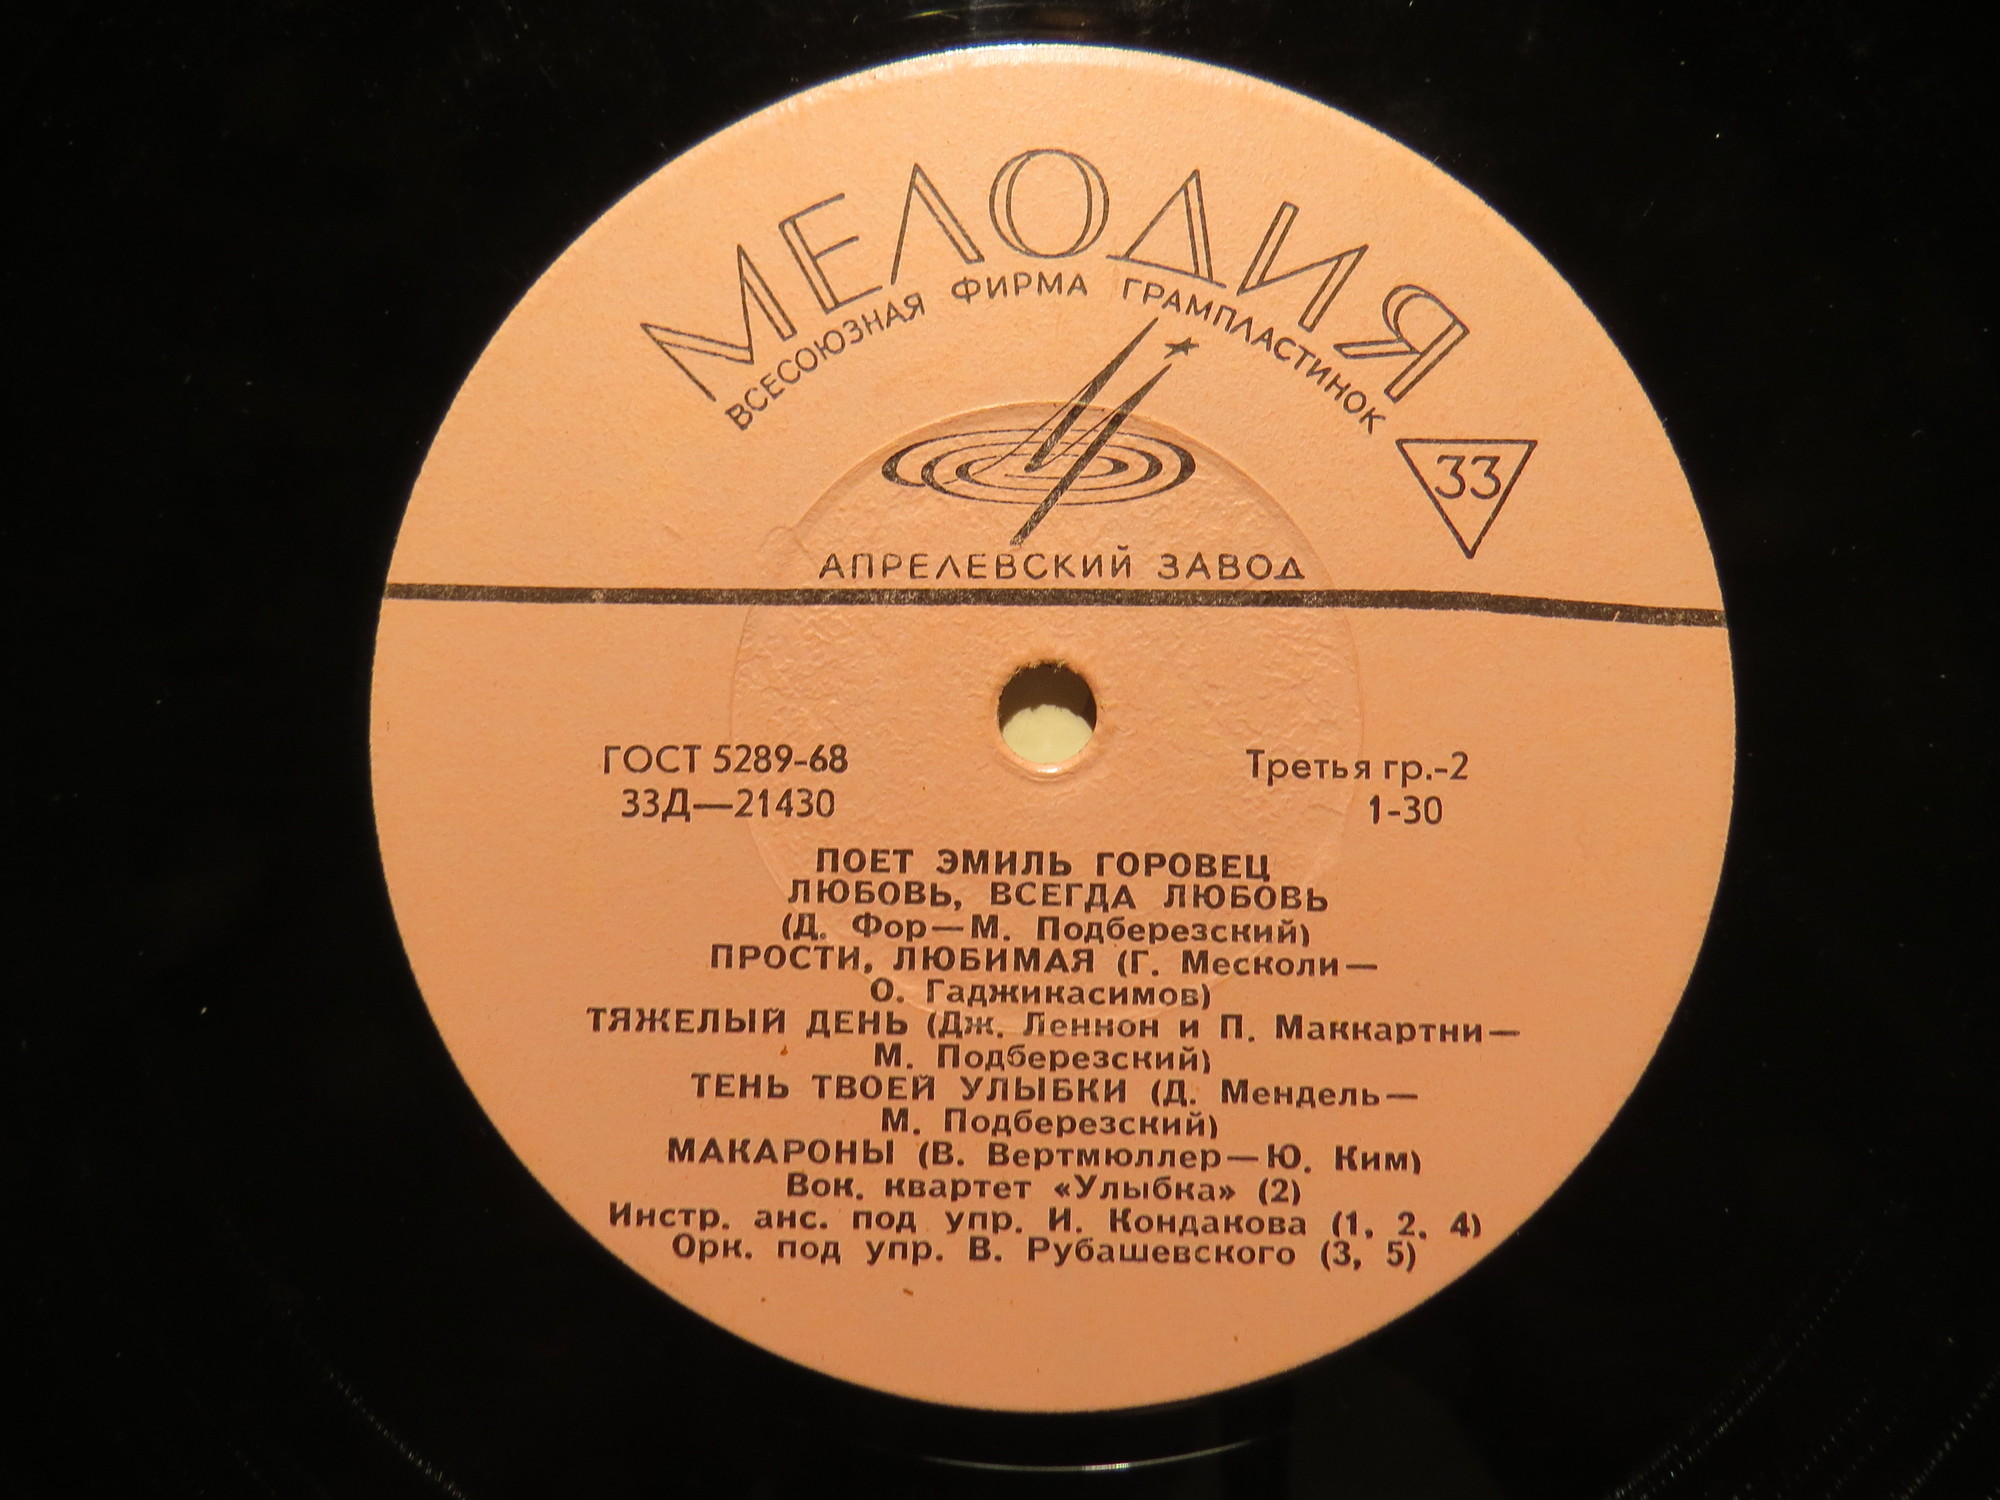 МЕЛОДИЯ
ВСЕСОЮЗНАЯ ФИРМА ГРАМПЛАСТИНОК
33
АПРЕЛЕВСКИЙ ЗАВОД
ГОСТ 5289-68 Третья гр.-2
33Д—21430 1-30
ПОЕТ ЭМИЛЬ ГОРОВЕЦ
ЛЮБОВЬ, ВСЕГДА ЛЮБОВЬ
(Д. Фор—М. Подберезский)
ПРОСТИ, ЛЮБИМАЯ (Г. Месколи—
О. Гаджикасимов)
ТЯЖЕЛЫЙ ДЕНЬ (Дж. Леннон и П. Маккартни—
М. Подберезский)
ТЕНЬ ТВОЕЙ УЛЫБКИ (Д. Мендель—
М. Подберезский)
МАКАРОНЫ (В. Вертмюллер—Ю. Ким)
Вок. квартет «Улыбка» (2)
Инстр. анс. под упр. И. Кондакова (1, 2, 4)
Орк. под упр. В. Рубашевского (3, 5)